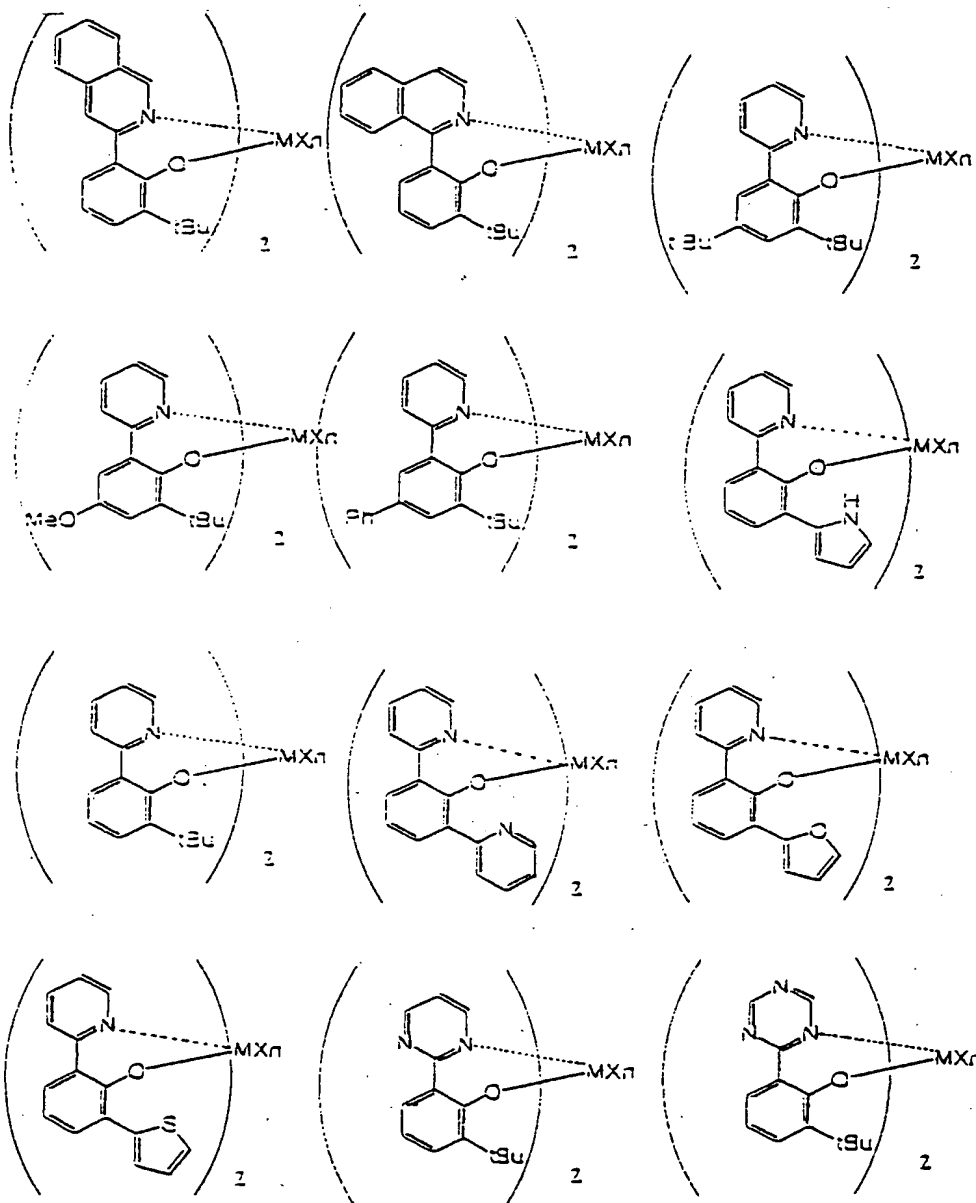 N O MXn tBu 2
N O MXn tBu 2
N O MXn tBu tBu 2
N O MXn MeO tBu 2
N O MXn Ph tBu 2
N O MXn H N 2
N O MXn tBu 2
N O MXn N 2
N O MXn O 2
N O MXn S 2
N N O MXn tBu 2
N N N O MXn tBu 2